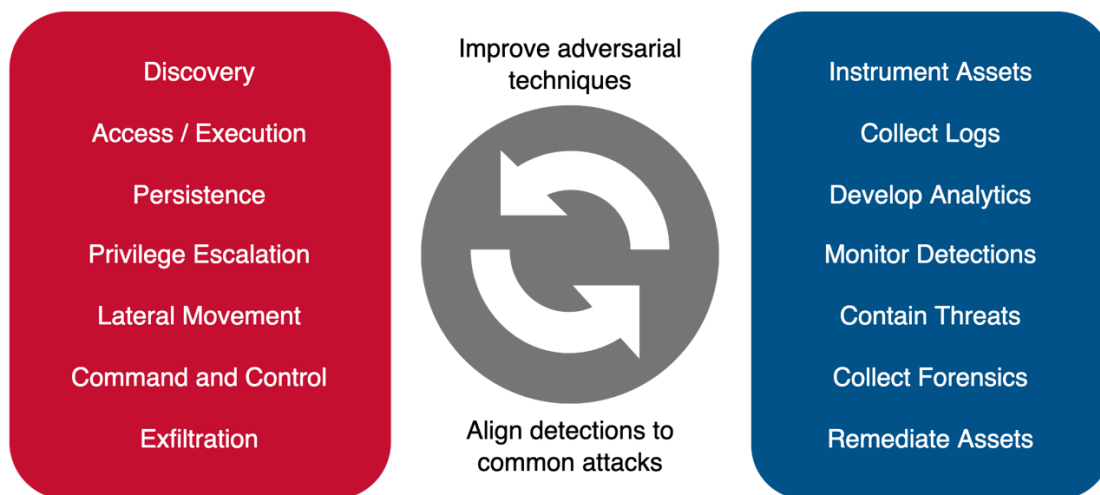 Discovery
Access / Execution
Persistence
Privilege Escalation
Lateral Movement
Command and Control
Exfiltration
Improve adversarial
techniques
Align detections to
common attacks
Instrument Assets
Collect Logs
Develop Analytics
Monitor Detections
Contain Threats
Collect Forensics
Remediate Assets